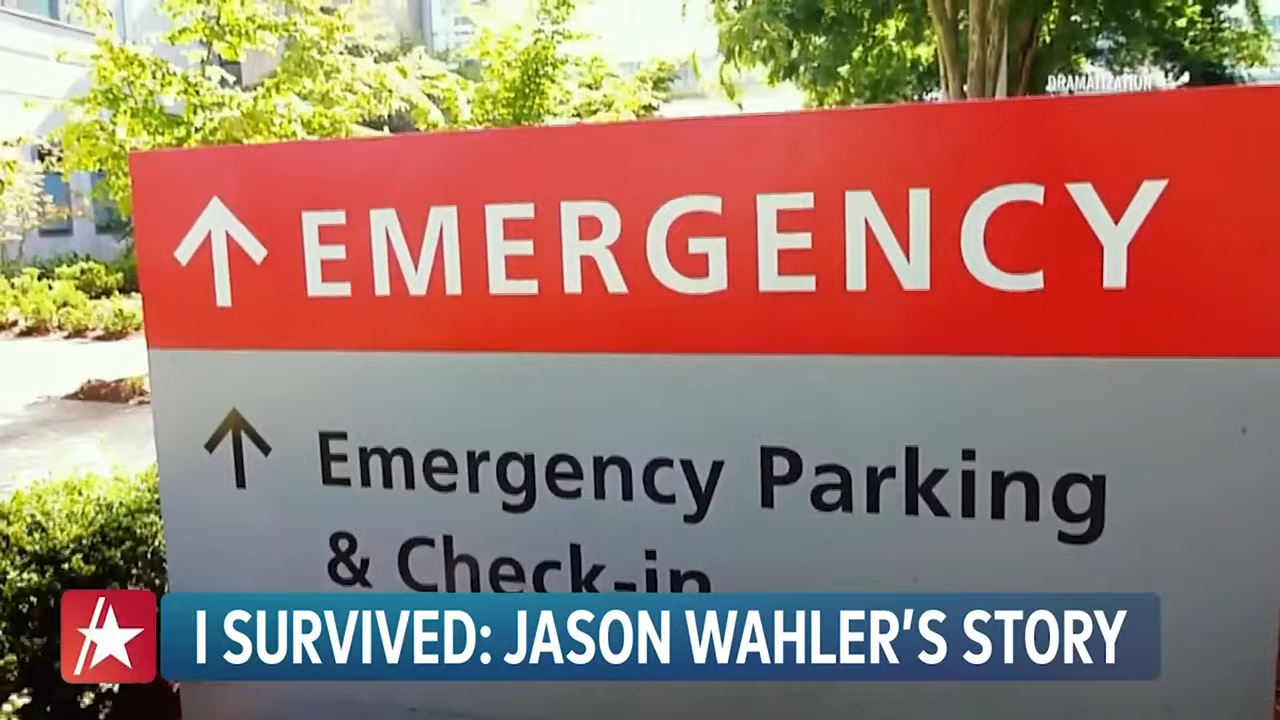 DRAMATIZATION
↑ EMERGENCY
↑ Emergency Parking
& Check-in
I SURVIVED: JASON WAHLER'S STORY